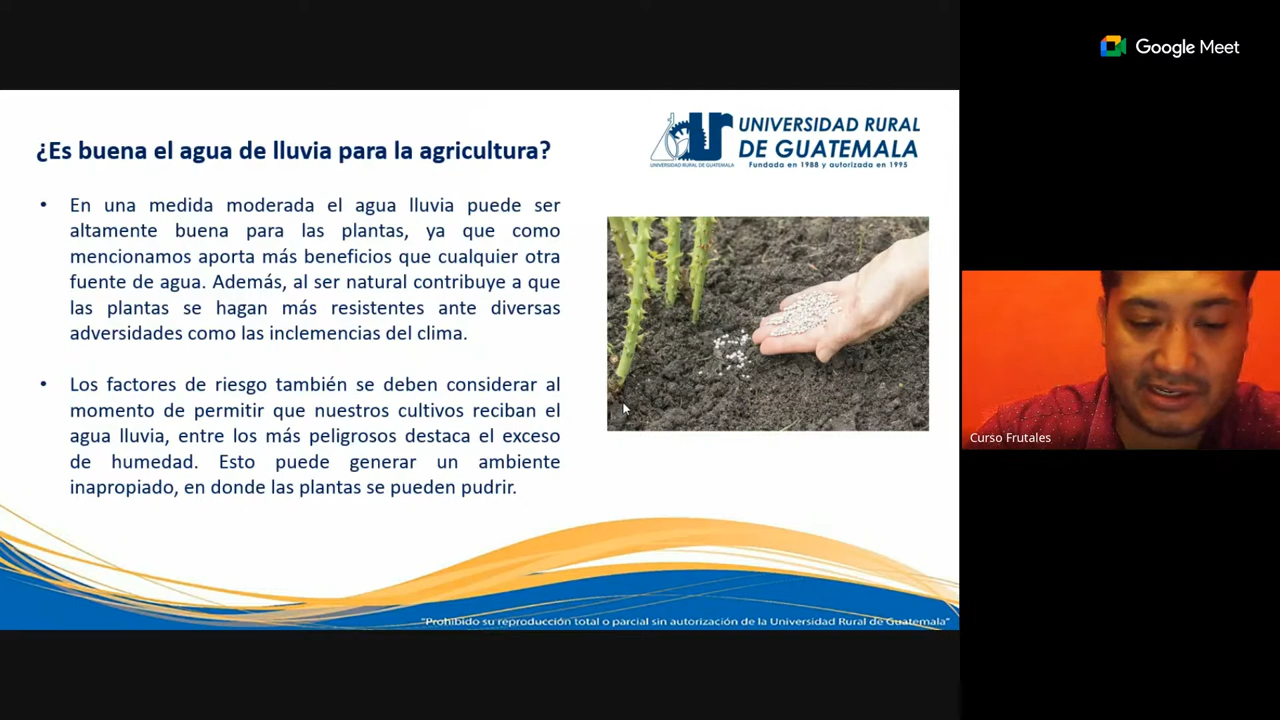 Google Meet
¿Es buena el agua de lluvia para la agricultura?
UNIVERSIDAD RURAL
DE GUATEMALA
Fundada en 1988 y autorizada en 1995
UNIVERSIDAD RURAL DE GUATEMALA
• En una medida moderada el agua lluvia puede ser
altamente buena para las plantas, ya que como
mencionamos aporta más beneficios que cualquier otra
fuente de agua. Además, al ser natural contribuye a que
las plantas se hagan más resistentes ante diversas
adversidades como las inclemencias del clima.
• Los factores de riesgo también se deben considerar al
momento de permitir que nuestros cultivos reciban el
agua lluvia, entre los más peligrosos destaca el exceso
de humedad. Esto puede generar un ambiente
inapropiado, en donde las plantas se pueden pudrir.
"Prohibido su reproducción total o parcial sin autorización de la Universidad Rural de Guatemala"
Curso Frutales